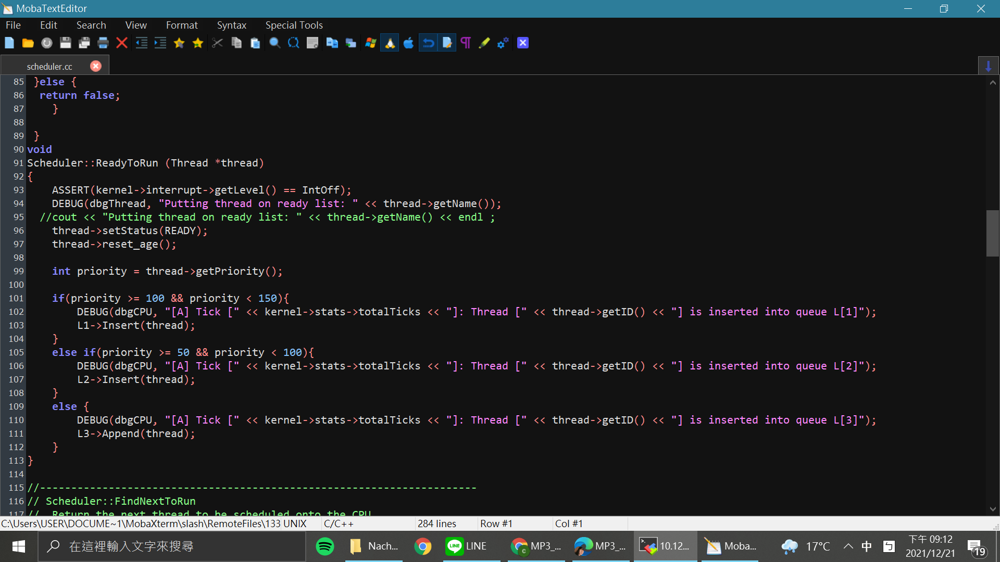 MobaTextEditor
File Edit Search View Format Syntax Special Tools
scheduler.cc
85 }else {
86 return false;
87 }
88
89 }
90 void
91 Scheduler::ReadyToRun (Thread *thread)
92 {
93 ASSERT(kernel->interrupt->getLevel() == IntOff);
94 DEBUG(dbgThread, "Putting thread on ready list: " << thread->getName());
95 //cout << "Putting thread on ready list: " << thread->getName() << endl ;
96 thread->setStatus(READY);
97 thread->reset_age();
98
99 int priority = thread->getPriority();
100
101 if(priority >= 100 && priority < 150){
102 DEBUG(dbgCPU, "[A] Tick [" << kernel->stats->totalTicks << "]: Thread [" << thread->getID() << "] is inserted into queue L[1]");
103 L1->Insert(thread);
104 }
105 else if(priority >= 50 && priority < 100){
106 DEBUG(dbgCPU, "[A] Tick [" << kernel->stats->totalTicks << "]: Thread [" << thread->getID() << "] is inserted into queue L[2]");
107 L2->Insert(thread);
108 }
109 else {
110 DEBUG(dbgCPU, "[A] Tick [" << kernel->stats->totalTicks << "]: Thread [" << thread->getID() << "] is inserted into queue L[3]");
111 L3->Append(thread);
112 }
113 }
114
115 //----------------------------------------------------------------------
116 // Scheduler::FindNextToRun
117 // Return the next thread to be scheduled onto the CPU
C:\Users\USER\DOCUME~1\MobaXterm\slash\RemoteFiles\133 UNIX C/C++ 284 lines Row #1 Col #1
在這裡輸入文字來搜尋 Nach... LINE LINE MP3_... MP3_... 10.12... Moba... 17°C 中 ㄅ 下午 09:12
2021/12/21 19